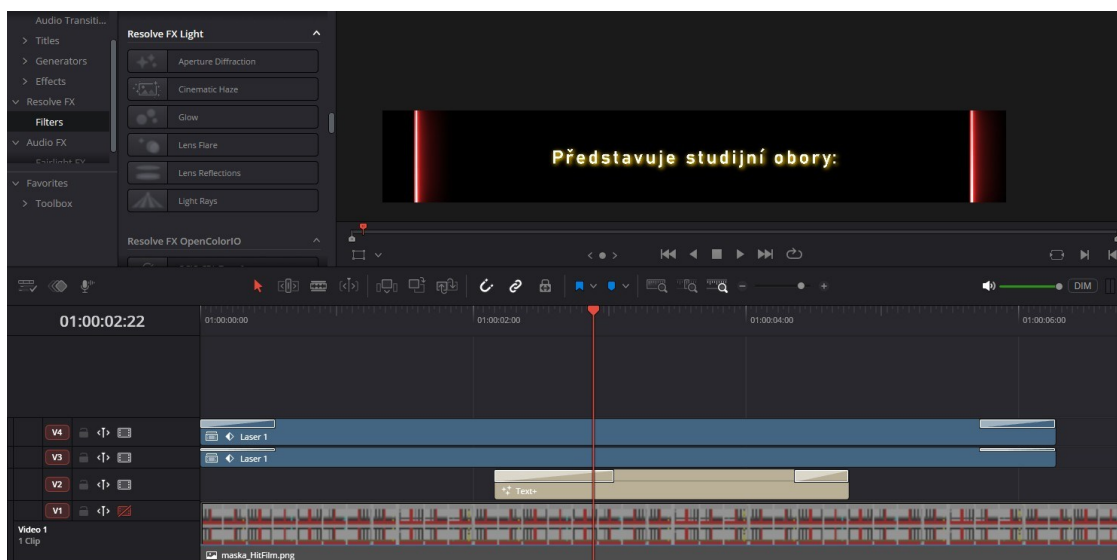 Audio Transiti...
> Titles
> Generators
> Effects
Resolve FX
Filters
Audio FX
Fairlight FX
Favorites
> Toolbox
Resolve FX Light
Aperture Diffraction
Cinematic Haze
Glow
Lens Flare
Lens Reflections
Light Rays
Resolve FX OpenColorIO
Představuje studijní obory:
DIM
01:00:02:22
01:00:00:00
01:00:02:00
01:00:04:00
01:00:06:00
V4
Laser 1
V3
Laser 1
V2
Text+
V1
Video 1
1 Clip
maska_HitFilm.png